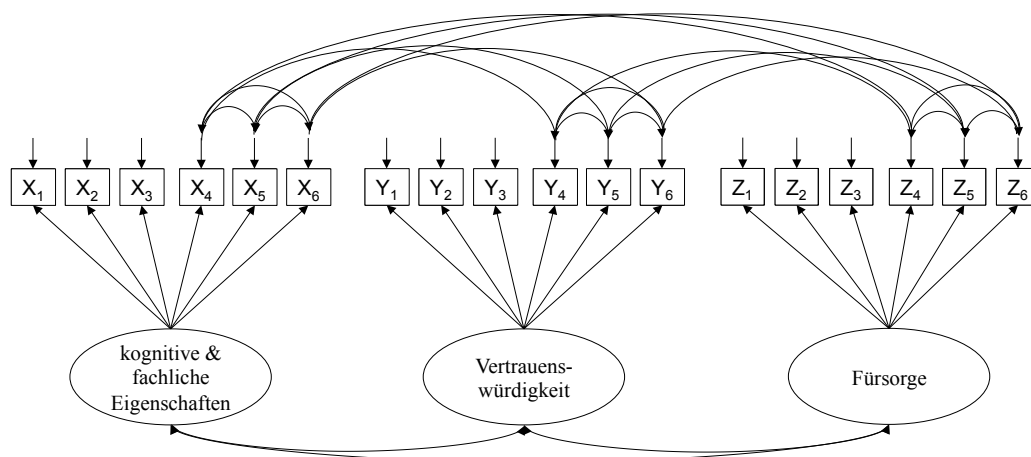 X1 X2 X3 X4 X5 X6 Y1 Y2 Y3 Y4 Y5 Y6 Z1 Z2 Z3 Z4 Z5 Z6
kognitive &
fachliche
Eigenschaften
Vertrauens-
würdigkeit
Fürsorge